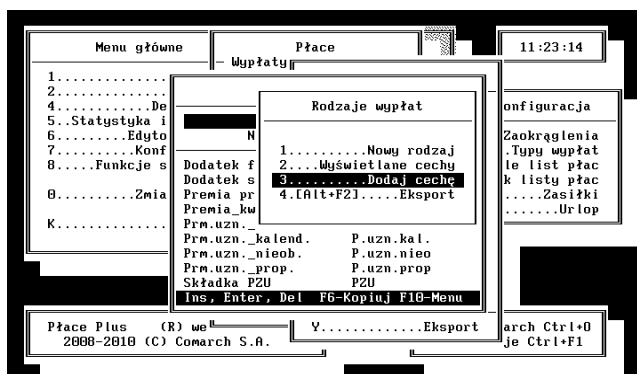 Menu główne
Płace
11:23:14
Wypłaty
1..............
2..............
4............De
5..Statystyka i
6.........Edyto
7..........Konf
8.....Funkcje s
0..........Zmia
K..............
Rodzaje wypłat
1..........Nowy rodzaj
2....Wyświetlane cechy
3..........Dodaj cechę
4.[Alt+F2].....Eksport
onfiguracja
Zaokrąglenia
.Typy wypłat
le list płac
k listy płac
.....Zasiłki
......Urlop
N
Dodatek f
Dodatek s
Premia pr
Premia_kw
Prm.uzn._
Prm.uzn._kalend. P.uzn.kal.
Prm.uzn._nieob. P.uzn.nieo
Prm.uzn._prop. P.uzn.prop
Składka PZU PZU
Ins, Enter, Del F6-Kopiuj F10-Menu
Y.............Eksport
Płace Plus (R) we
2008-2010 (C) Comarch S.A.
arch Ctrl+O
je Ctrl+F1